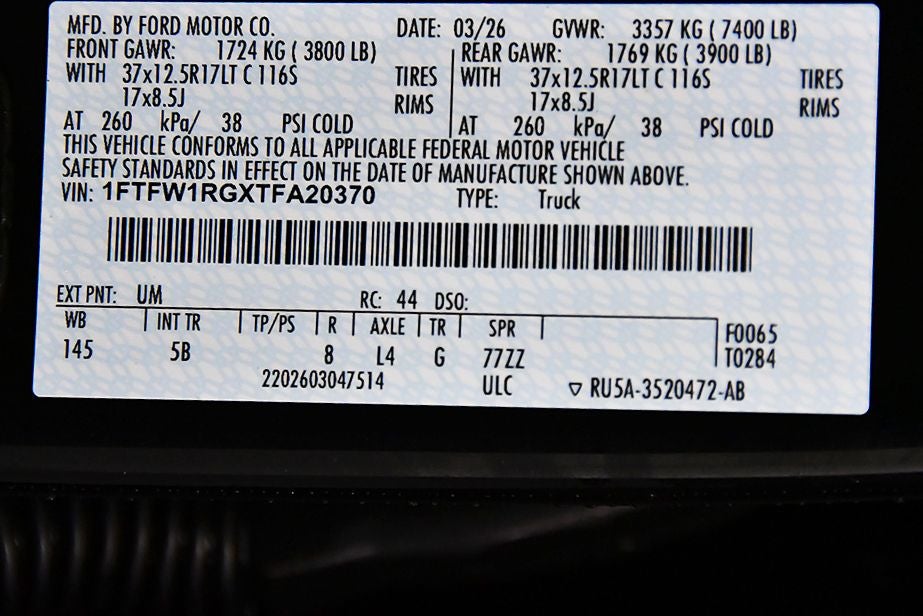 MFD. BY FORD MOTOR CO. DATE: 03/26 GVWR: 3357 KG ( 7400 LB)
FRONT GAWR: 1724 KG ( 3800 LB) REAR GAWR: 1769 KG ( 3900 LB)
WITH 37x12.5R17LT C 116S TIRES WITH 37x12.5R17LT C 116S TIRES
17x8.5J RIMS 17x8.5J RIMS
AT 260 kPa/ 38 PSI COLD AT 260 kPa/ 38 PSI COLD
THIS VEHICLE CONFORMS TO ALL APPLICABLE FEDERAL MOTOR VEHICLE
SAFETY STANDARDS IN EFFECT ON THE DATE OF MANUFACTURE SHOWN ABOVE.
VIN: 1FTFW1RGXTFA20370 TYPE: Truck
EXT PNT: UM RC: 44 DSO:
WB INT TR TP/PS R AXLE TR SPR F0065
145 5B 8 L4 G 77ZZ T0284
2202603047514 ULC ▽ RU5A-3520472-AB